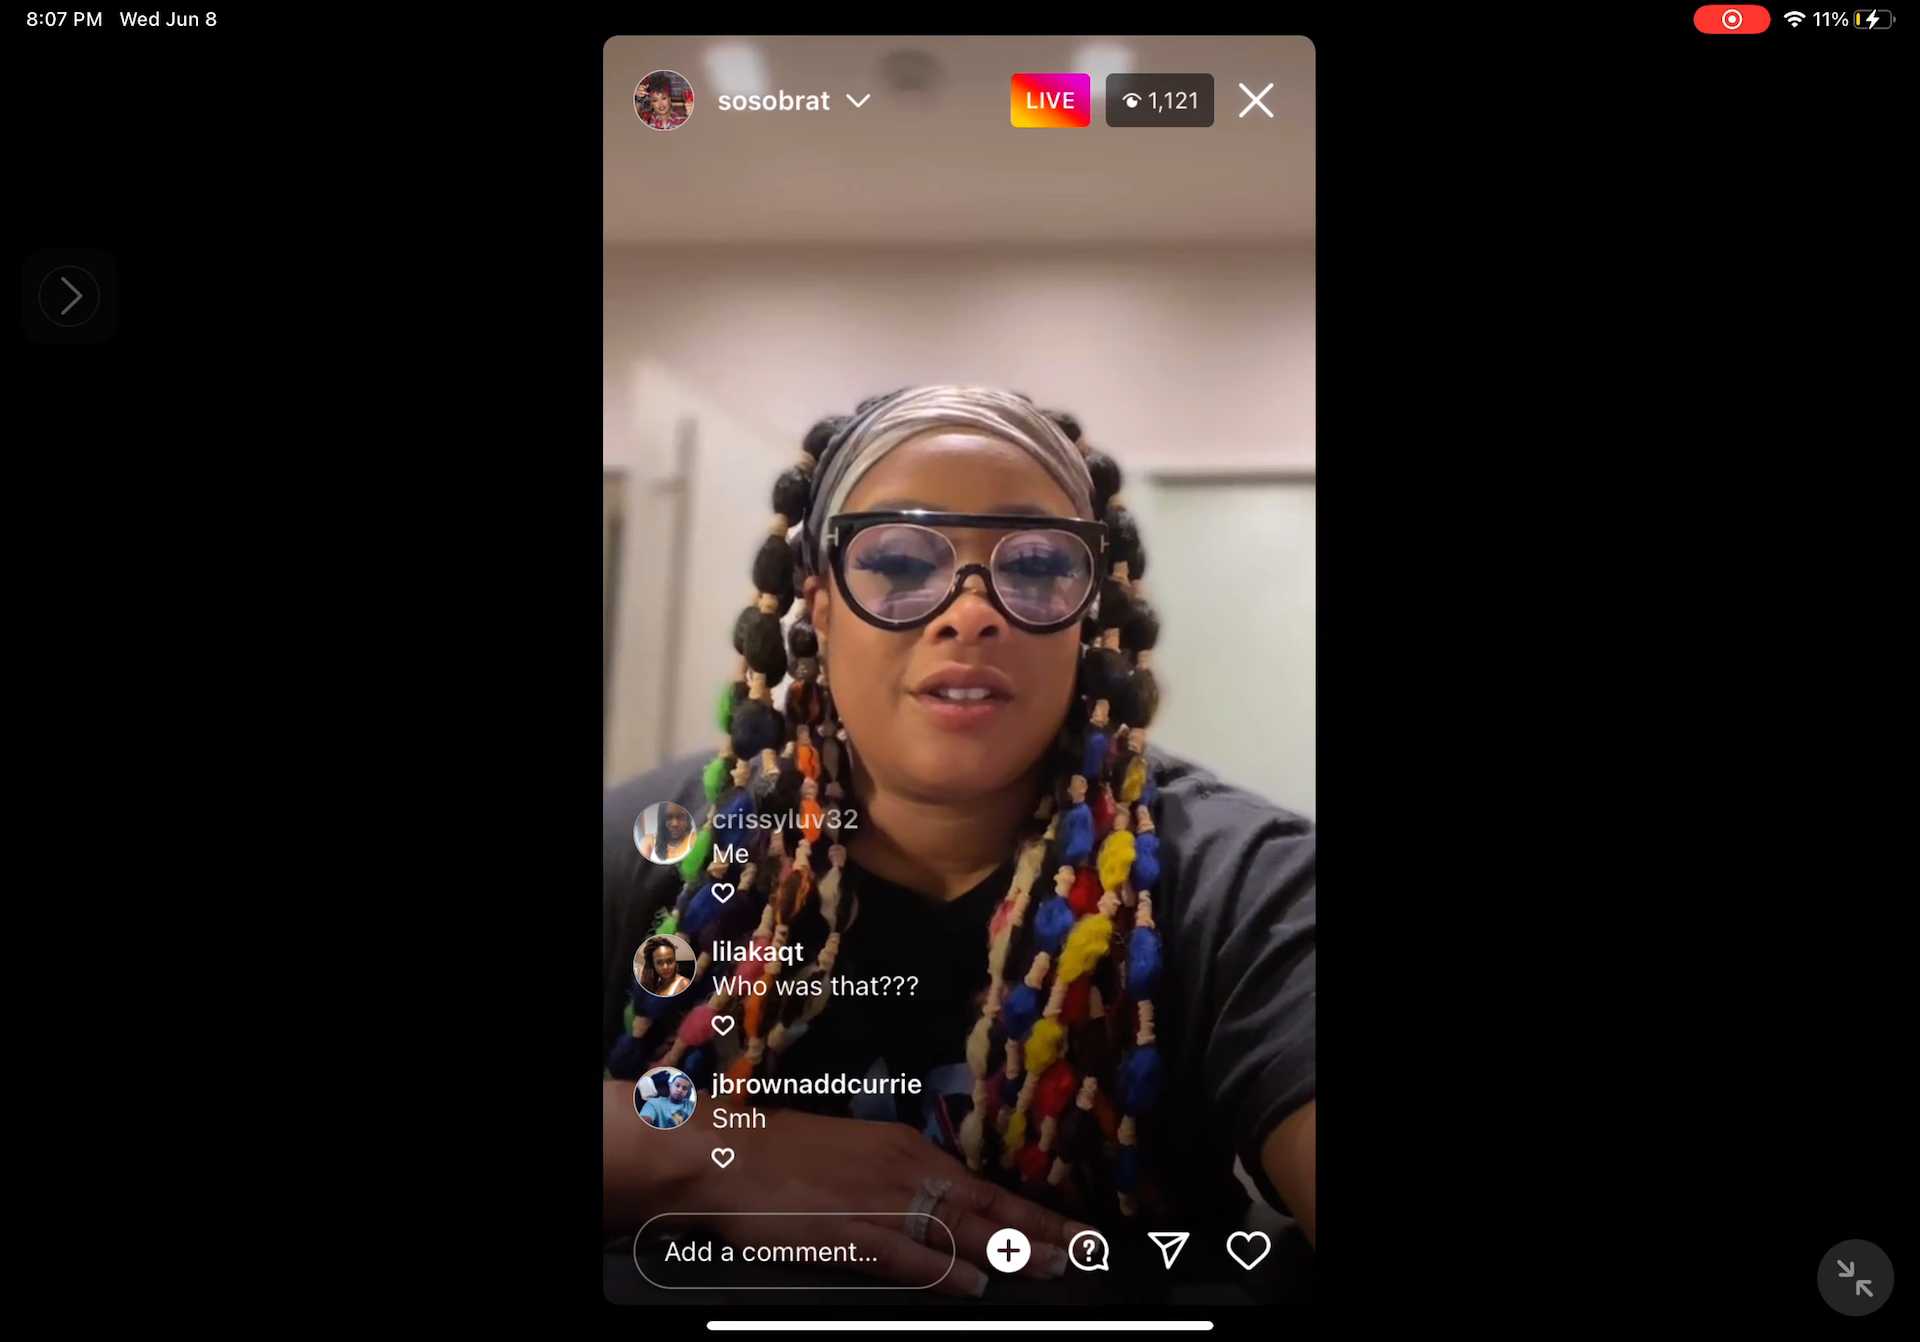 8:07 PM Wed Jun 8
11%
sosobrat
LIVE
1,121
crissyluv32
Me
lilakaqt
Who was that???
jbrownaddcurrie
Smh
Add a comment...